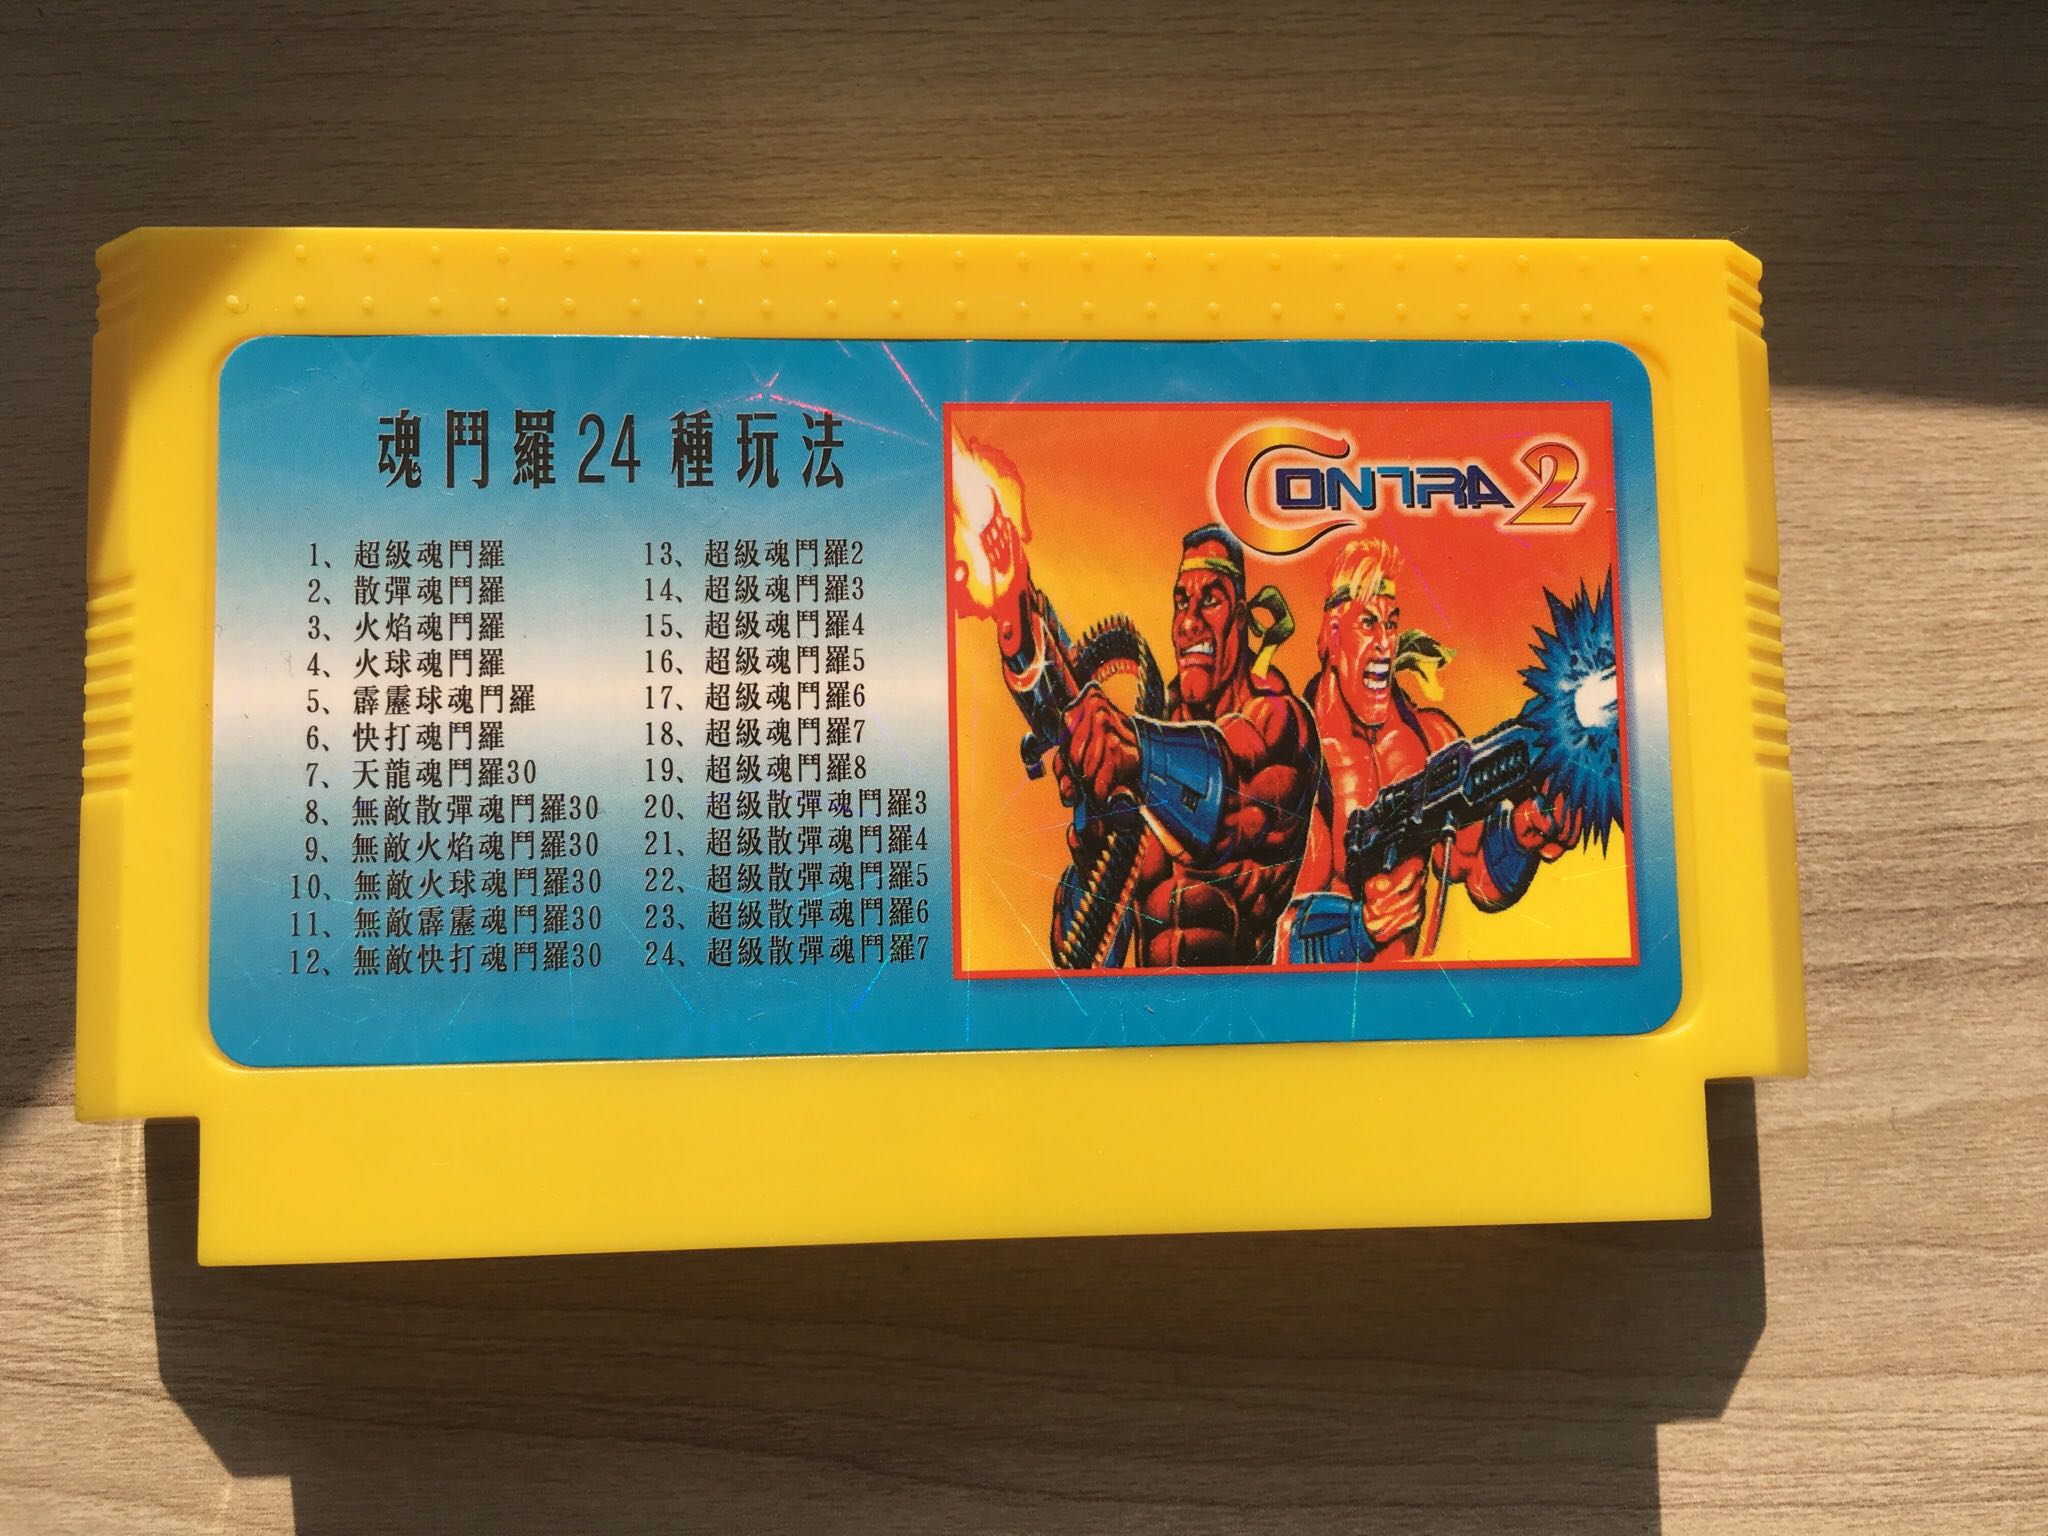 魂鬥羅24種玩法
1、超級魂鬥羅
2、散彈魂鬥羅
3、火焰魂鬥羅
4、火球魂鬥羅
5、霹靂球魂鬥羅
6、快打魂鬥羅
7、天龍魂鬥羅30
8、無敵散彈魂鬥羅30
9、無敵火焰魂鬥羅30
10、無敵火球魂鬥羅30
11、無敵霹靂魂鬥羅30
12、無敵快打魂鬥羅30
13、超級魂鬥羅2
14、超級魂鬥羅3
15、超級魂鬥羅4
16、超級魂鬥羅5
17、超級魂鬥羅6
18、超級魂鬥羅7
19、超級魂鬥羅8
20、超級散彈魂鬥羅3
21、超級散彈魂鬥羅4
22、超級散彈魂鬥羅5
23、超級散彈魂鬥羅6
24、超級散彈魂鬥羅7
CONTRA 2